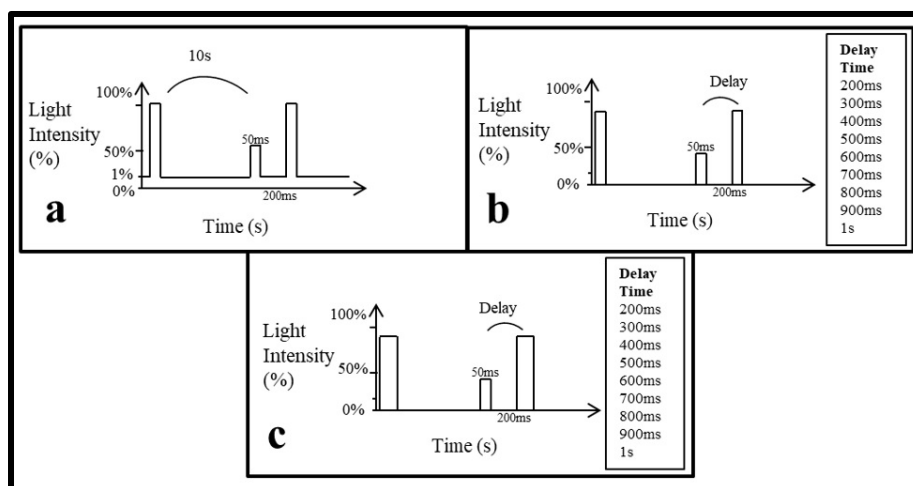 10s
100%
Light
Intensity
(%)
50ms
50%
1%
0%
200ms
Time (s)
a
Delay
100%
Light
Intensity
(%)
50ms
50%
0%
200ms
Time (s)
b
Delay
Time
200ms
300ms
400ms
500ms
600ms
700ms
800ms
900ms
1s
Delay
100%
Light
Intensity
(%)
50ms
50%
0%
200ms
Time (s)
c
Delay
Time
200ms
300ms
400ms
500ms
600ms
700ms
800ms
900ms
1s